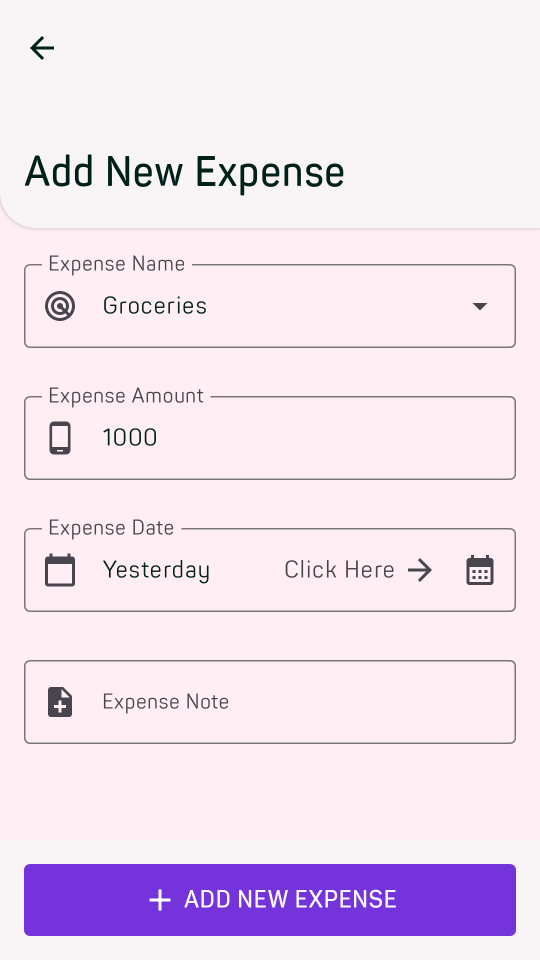 Add New Expense
Expense Name
Groceries
Expense Amount
1000
Expense Date
Yesterday Click Here
Expense Note
ADD NEW EXPENSE